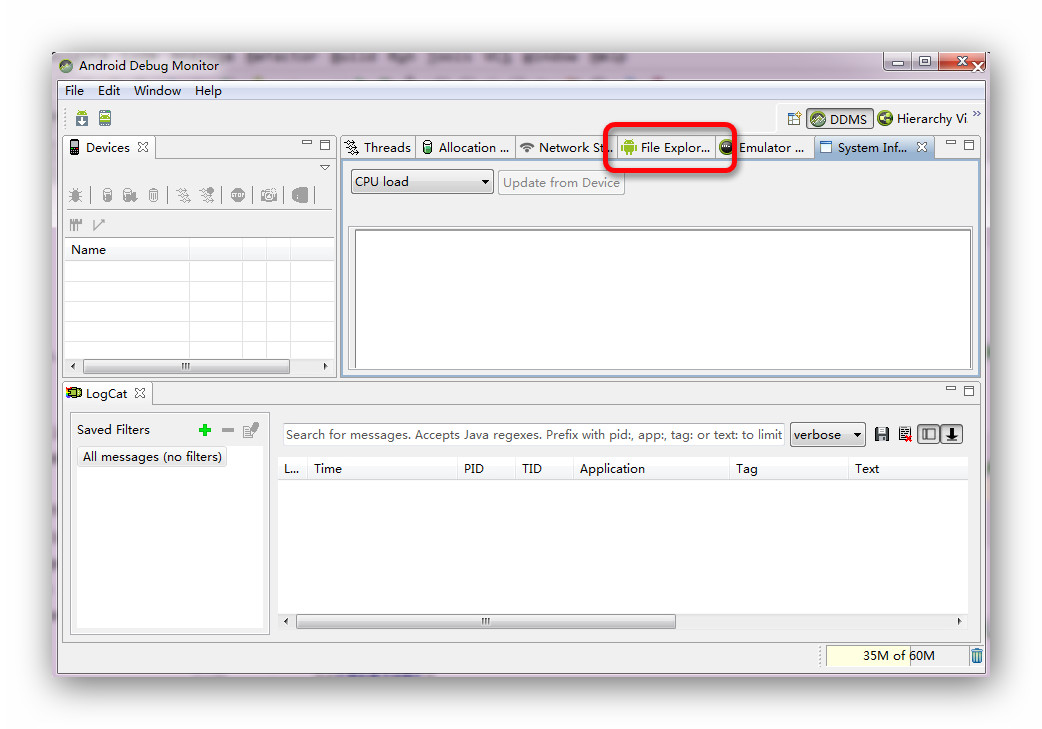 Android Debug Monitor
File Edit Window Help
DDMS Hierarchy Vi »
Devices
Threads Allocation ... Network St... File Explor... Emulator ... System Inf...
CPU load Update from Device
STOP
Name
LogCat
Saved Filters
All messages (no filters)
Search for messages. Accepts Java regexes. Prefix with pid:, app:, tag: or text: to limit verbose
L... Time PID TID Application Tag Text
35M of 60M